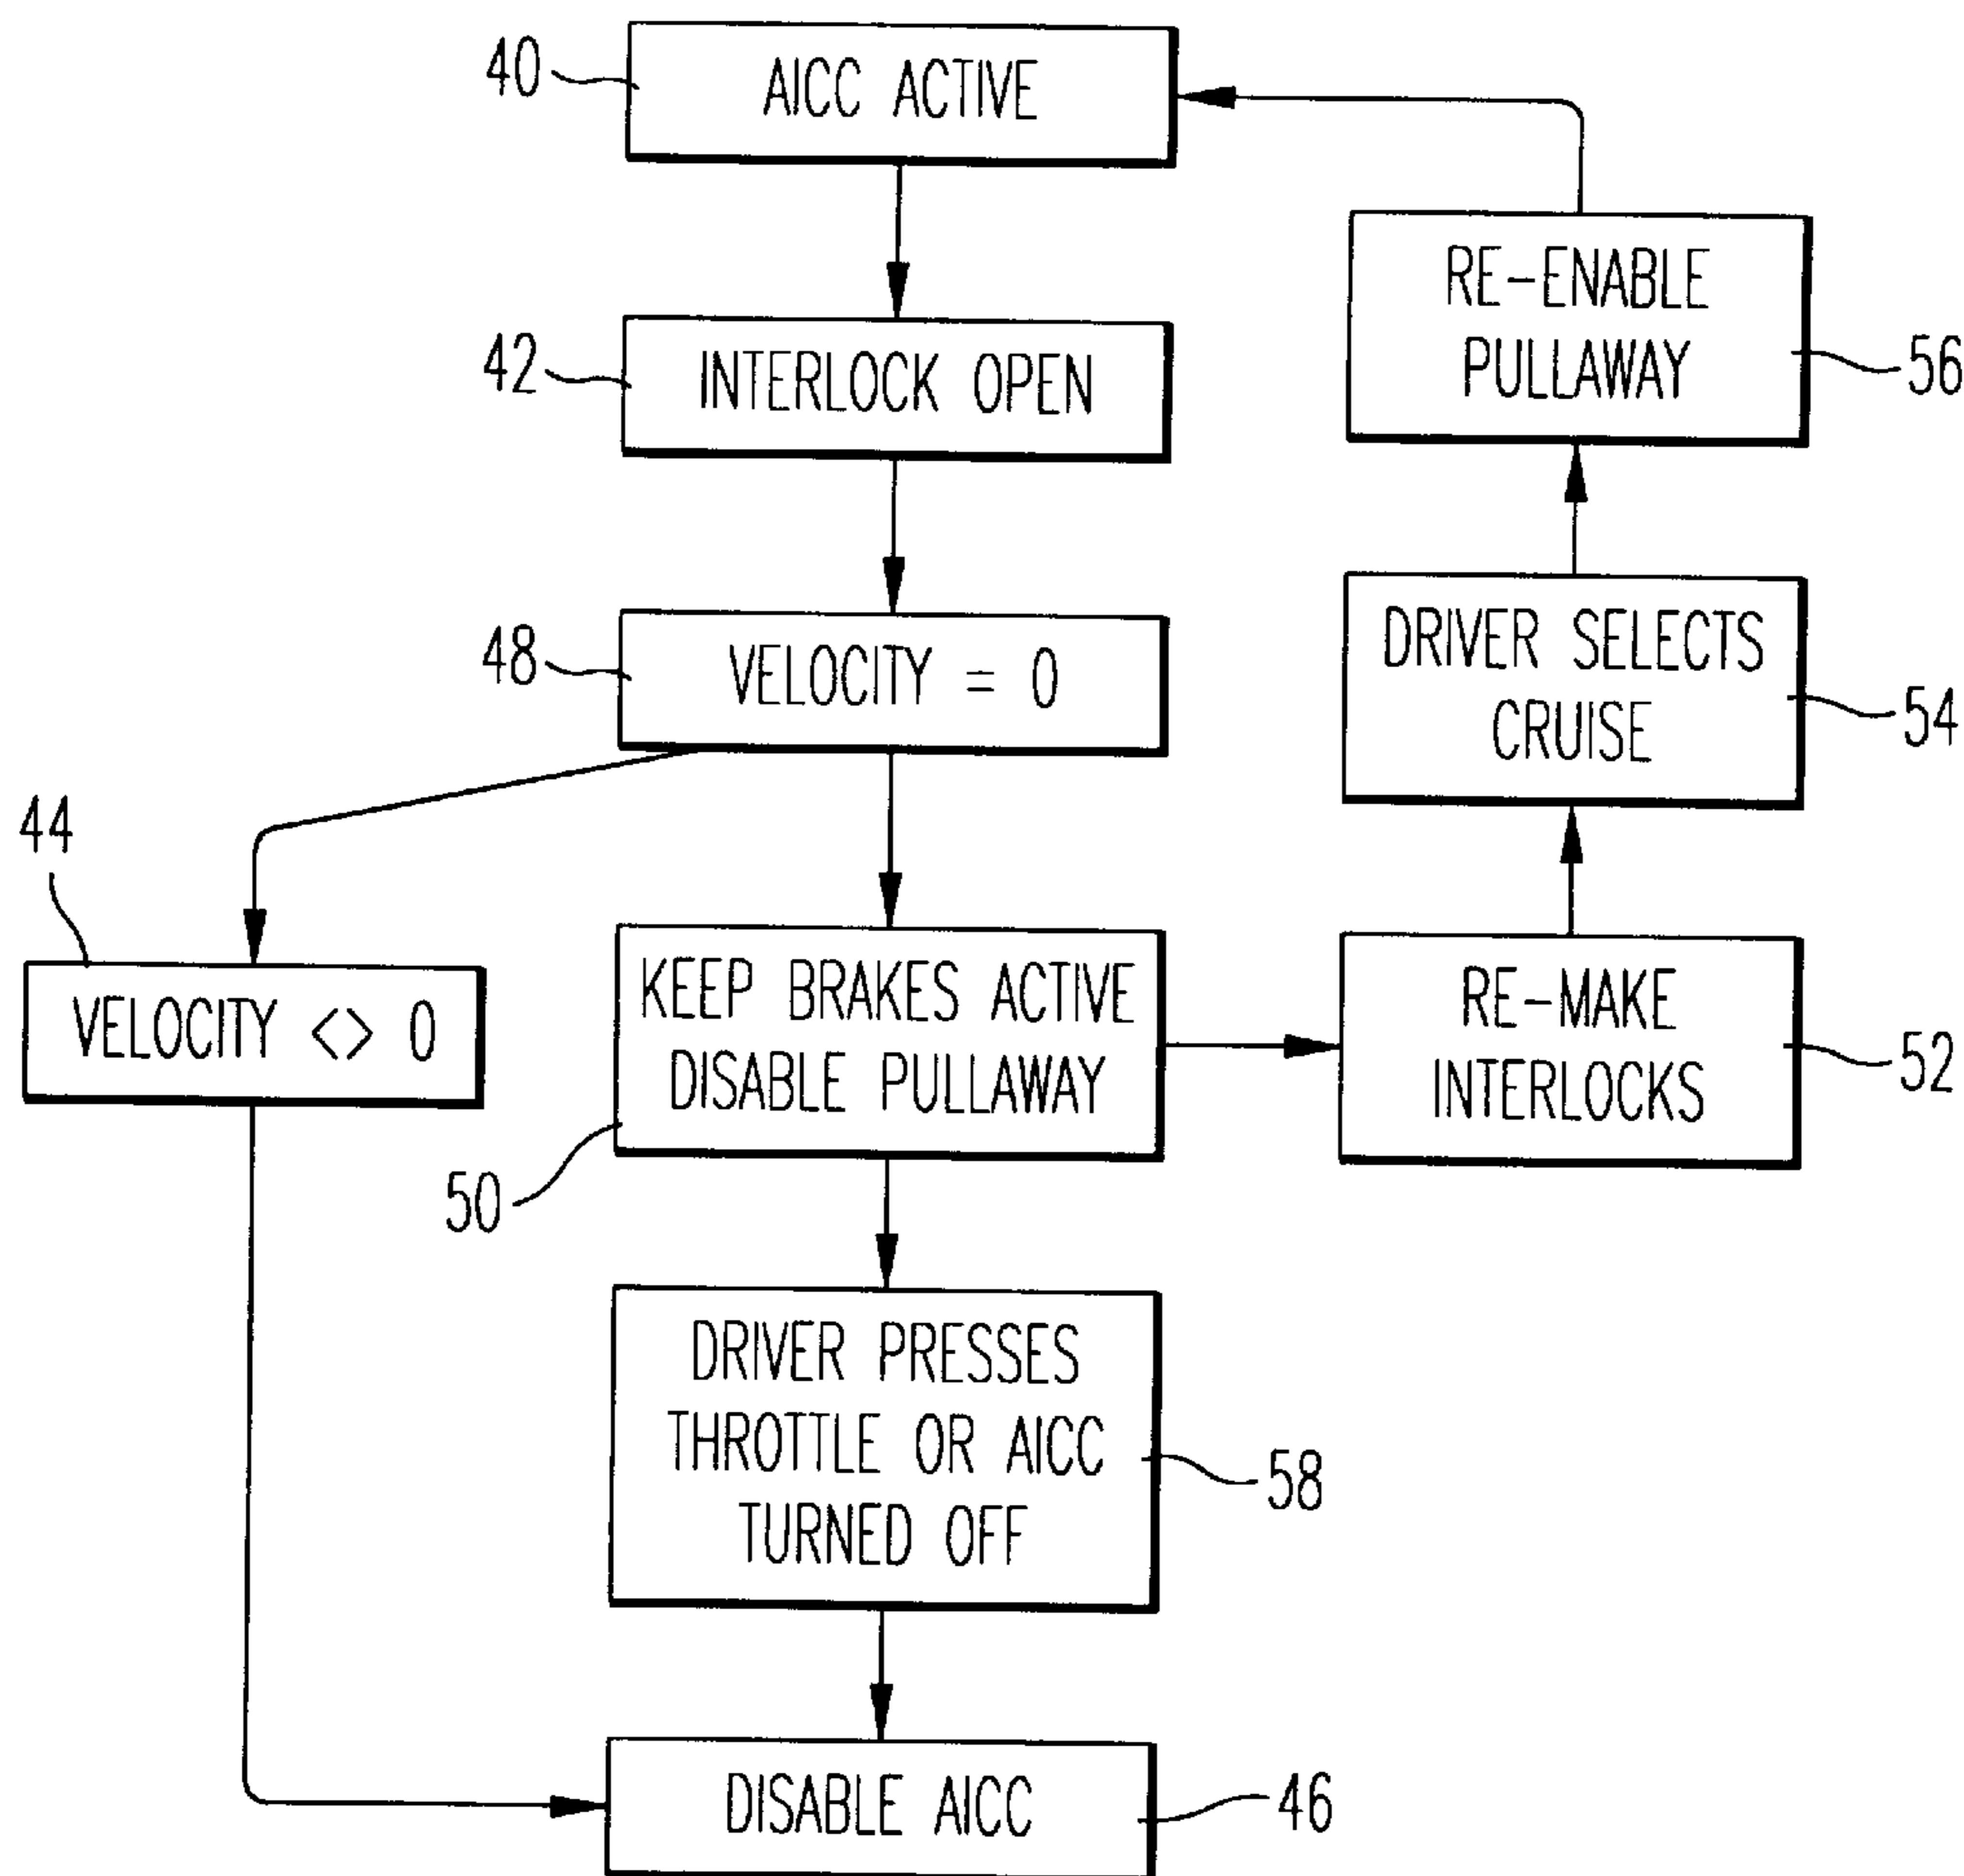 40
AICC ACTIVE
42
INTERLOCK OPEN
RE-ENABLE
PULLAWAY
56
48
VELOCITY = 0
DRIVER SELECTS
CRUISE
54
44
VELOCITY <> 0
KEEP BRAKES ACTIVE
DISABLE PULLAWAY
50
RE-MAKE
INTERLOCKS
52
DRIVER PRESSES
THROTTLE OR AICC
TURNED OFF
58
DISABLE AICC
46